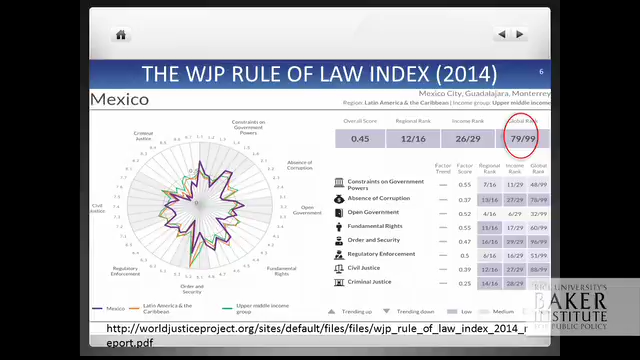 THE WJP RULE OF LAW INDEX (2014)
6
Mexico
Mexico City, Guadalajara, Monterrey
Region: Latin America & the Caribbean | Income group: Upper middle income
Overall Score Regional Rank Income Rank Global Rank
0.45 12/16 26/29 79/99
Factor Trend Factor Score Regional Rank Income Rank Global Rank
Constraints on Government Powers — 0.55 7/16 11/29 48/99
Absence of Corruption — 0.37 13/16 27/29 78/99
Open Government — 0.52 4/16 6/29 32/99
Fundamental Rights — 0.55 11/16 17/29 60/99
Order and Security — 0.47 16/16 29/29 96/99
Regulatory Enforcement — 0.5 6/16 16/29 51/99
Civil Justice — 0.39 12/16 27/29 88/99
Criminal Justice — 0.25 14/16 28/29
Criminal Justice
Constraints on Government Powers
Absence of Corruption
Open Government
Fundamental Rights
Order and Security
Regulatory Enforcement
Civil Justice
Mexico Latin America & the Caribbean Upper middle income group
Trending up Trending down Low Medium
http://worldjusticeproject.org/sites/default/files/files/wjp_rule_of_law_index_2014_r
eport.pdf
RICE UNIVERSITY'S
BAKER
INSTITUTE
FOR PUBLIC POLICY